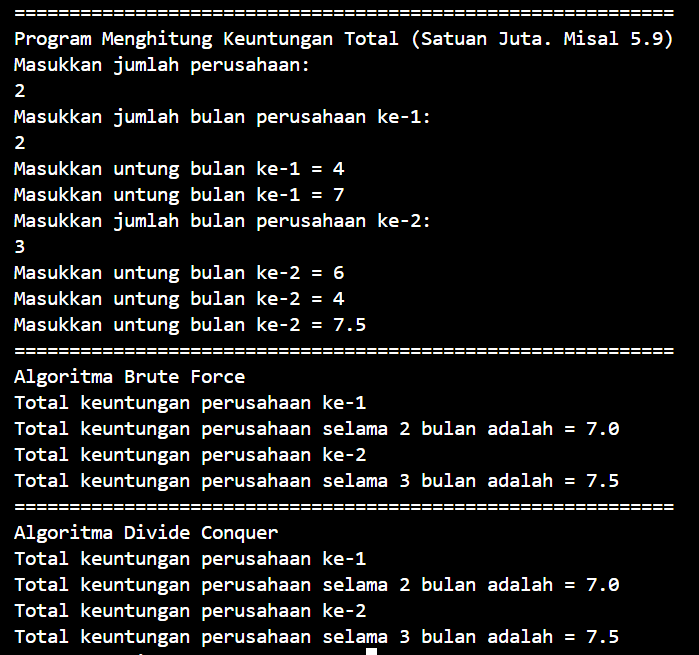 ============================================================
Program Menghitung Keuntungan Total (Satuan Juta. Misal 5.9)
Masukkan jumlah perusahaan:
2
Masukkan jumlah bulan perusahaan ke-1:
2
Masukkan untung bulan ke-1 = 4
Masukkan untung bulan ke-1 = 7
Masukkan jumlah bulan perusahaan ke-2:
3
Masukkan untung bulan ke-2 = 6
Masukkan untung bulan ke-2 = 4
Masukkan untung bulan ke-2 = 7.5
============================================================
Algoritma Brute Force
Total keuntungan perusahaan ke-1
Total keuntungan perusahaan selama 2 bulan adalah = 7.0
Total keuntungan perusahaan ke-2
Total keuntungan perusahaan selama 3 bulan adalah = 7.5
============================================================
Algoritma Divide Conquer
Total keuntungan perusahaan ke-1
Total keuntungan perusahaan selama 2 bulan adalah = 7.0
Total keuntungan perusahaan ke-2
Total keuntungan perusahaan selama 3 bulan adalah = 7.5